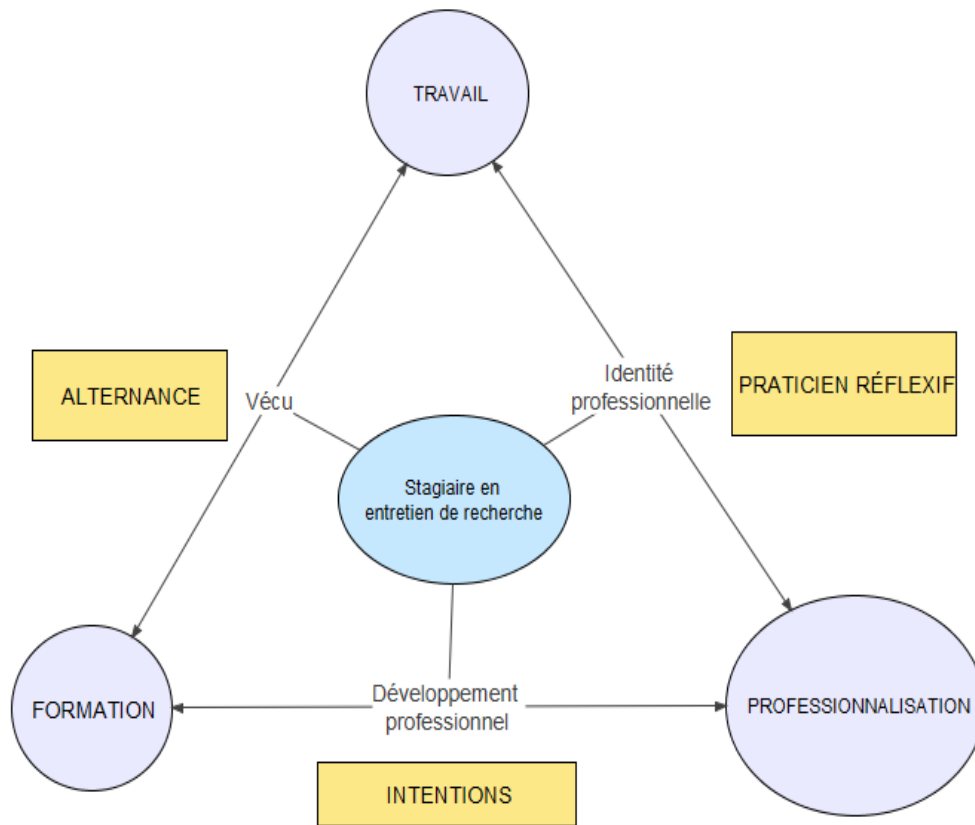 TRAVAIL
ALTERNANCE
Vécu
Identité
professionnelle
PRATICIEN RÉFLEXIF
Stagiaire en
entretien de recherche
FORMATION
Développement
professionnel
PROFESSIONNALISATION
INTENTIONS